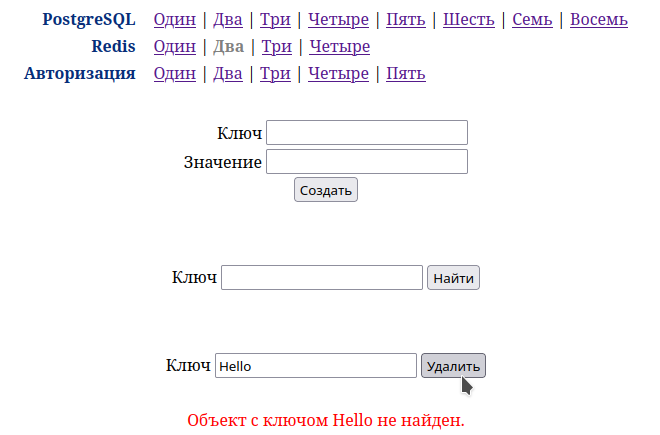 PostgreSQL Один | Два | Три | Четыре | Пять | Шесть | Семь | Восемь
Redis Один | Два | Три | Четыре
Авторизация Один | Два | Три | Четыре | Пять
Ключ
Значение
Создать
Ключ Найти
Ключ Hello Удалить
Объект с ключом Hello не найден.